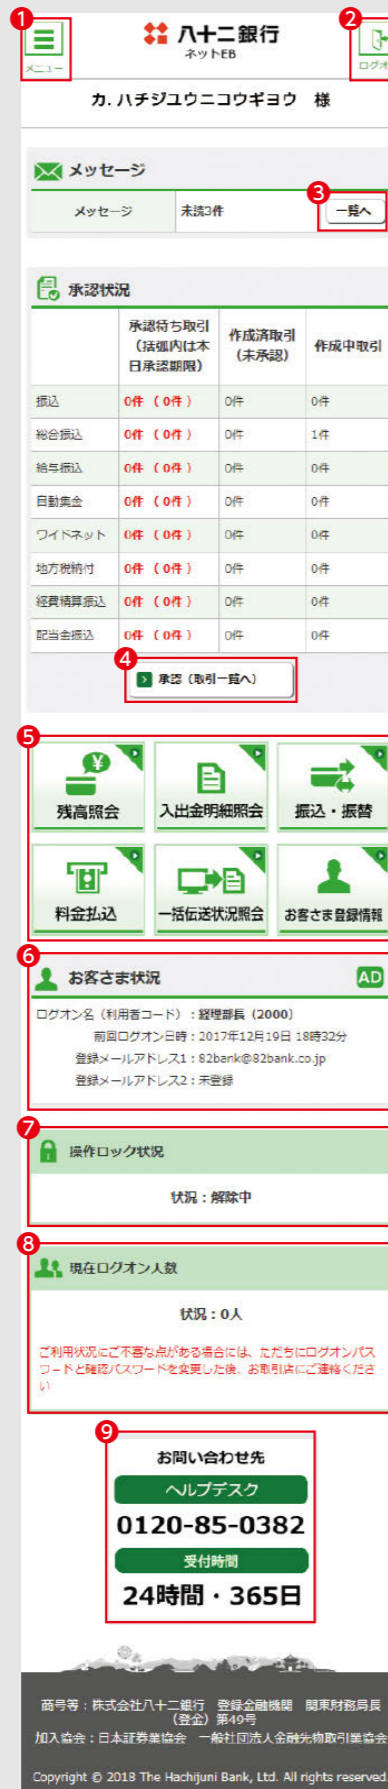 1
2
八十二銀行
ネットEB
メニュー
ログオ
カ. ハチジユウニコウギヨウ 様
メッセージ
3
メッセージ 未読3件 一覧へ
承認状況
承認待ち取引
(括弧内は本
日承認期限)
作成済取引
(未承認)
作成中取引
振込 0件 ( 0件 ) 0件 0件
総合振込 0件 ( 0件 ) 0件 1件
給与振込 0件 ( 0件 ) 0件 0件
自動集金 0件 ( 0件 ) 0件 0件
ワイドネット 0件 ( 0件 ) 0件 0件
地方税納付 0件 ( 0件 ) 0件 0件
経費精算振込 0件 ( 0件 ) 0件 0件
配当金振込 0件 ( 0件 ) 0件 0件
4
承認(取引一覧へ)
5
残高照会 入出金明細照会 振込・振替
料金払込 一括伝送状況照会 お客さま登録情報
6
お客さま状況 AD
ログオン名(利用者コード):経理部長(2000)
前回ログオン日時:2017年12月19日 18時32分
登録メールアドレス1:82bank@82bank.co.jp
登録メールアドレス2:未登録
7
操作ロック状況
状況:解除中
8
現在ログオン人数
状況:0人
ご利用状況にご不審な点がある場合には、ただちにログオンパス
ワードと確認パスワードを変更した後、お取引店にご連絡くださ
い
9
お問い合わせ先
ヘルプデスク
0120-85-0382
受付時間
24時間・365日
商号等:株式会社八十二銀行 登録金融機関 関東財務局長
(登金)第49号
加入協会:日本証券業協会 一般社団法人金融先物取引業協会
Copyright © 2018 The Hachijuni Bank, Ltd. All rights reserved.